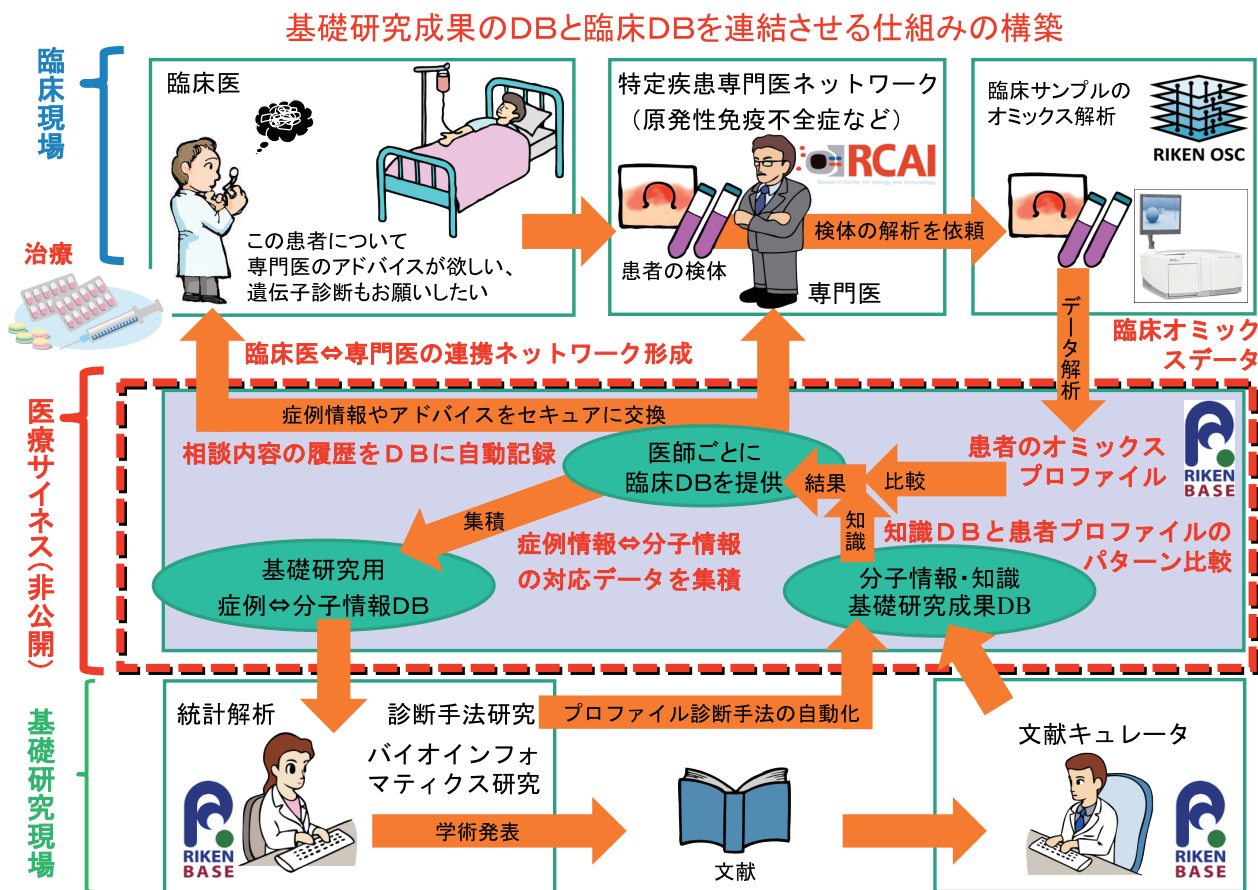 基礎研究成果のDBと臨床DBを連結させる仕組みの構築
臨床現場
臨床医
この患者について
専門医のアドバイスが欲しい、
遺伝子診断もお願いしたい
特定疾患専門医ネットワーク
（原発性免疫不全症など）
RCAI
Research Center for Allergy and Immunology
患者の検体
専門医
検体の解析を依頼
臨床サンプルの
オミックス解析
RIKEN OSC
治療
データ解析
臨床オミック
スデータ
臨床医⇔専門医の連携ネットワーク形成
医療サイネス（非公開）
症例情報やアドバイスをセキュアに交換
相談内容の履歴をＤＢに自動記録
医師ごとに
臨床DBを提供
結果
比較
患者のオミックス
プロファイル
RIKEN
BASE
知識
知識ＤＢと患者プロファイルの
パターン比較
集積
症例情報⇔分子情報
の対応データを集積
基礎研究用
症例⇔分子情報DB
分子情報・知識
基礎研究成果DB
基礎研究現場
統計解析
診断手法研究
バイオインフォ
マティクス研究
プロファイル診断手法の自動化
RIKEN
BASE
学術発表
文献
文献キュレータ
RIKEN
BASE